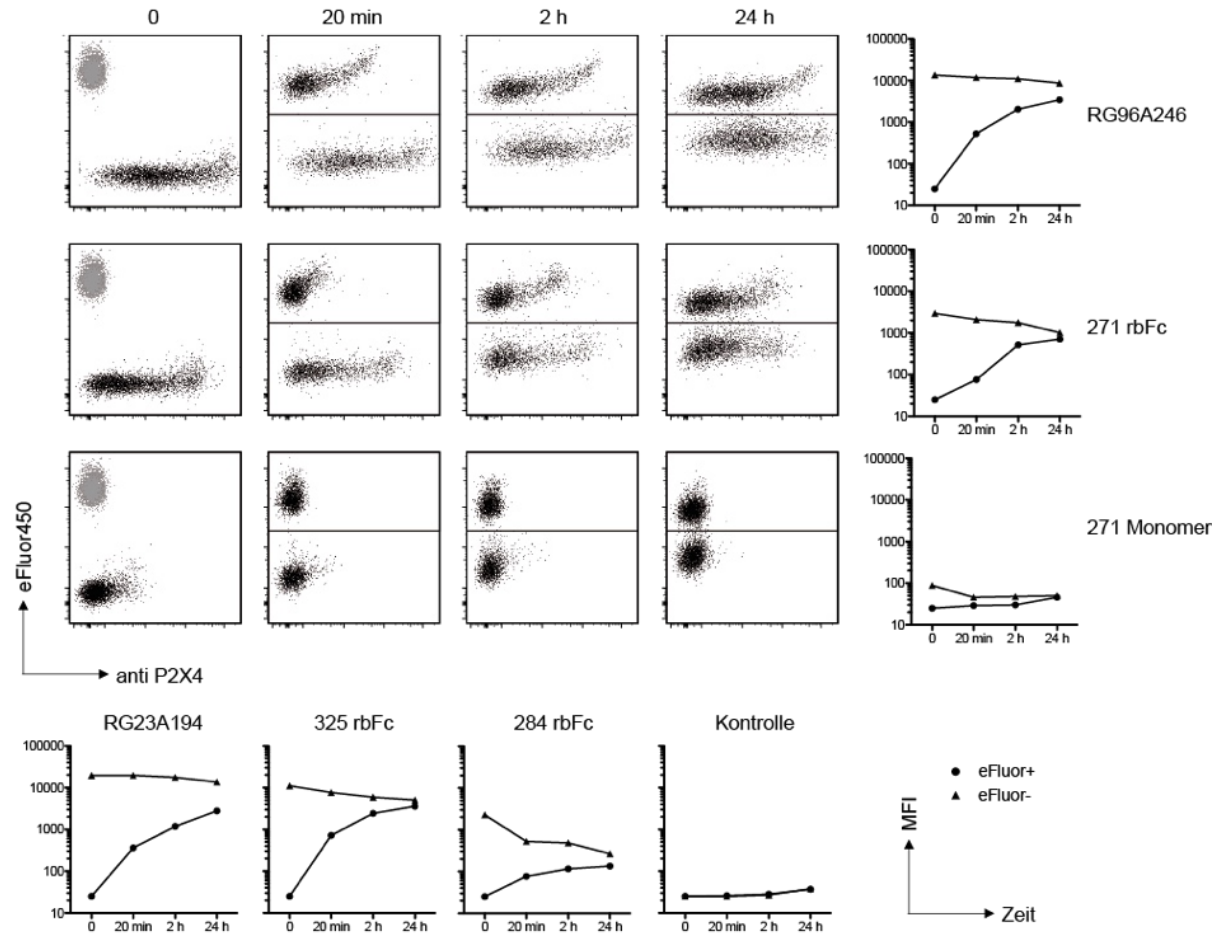 0 20 min 2 h 24 h
100000
10000
1000
100
10
0 20 min 2 h 24 h
RG96A246
100000
10000
1000
100
10
0 20 min 2 h 24 h
271 rbFc
100000
10000
1000
100
10
0 20 min 2 h 24 h
271 Monomer
eFluor450
anti P2X4
RG23A194 325 rbFc 284 rbFc Kontrolle
100000
10000
1000
100
10
0 20 min 2 h 24 h
0 20 min 2 h 24 h
0 20 min 2 h 24 h
0 20 min 2 h 24 h
eFluor+
eFluor-
MFI
Zeit